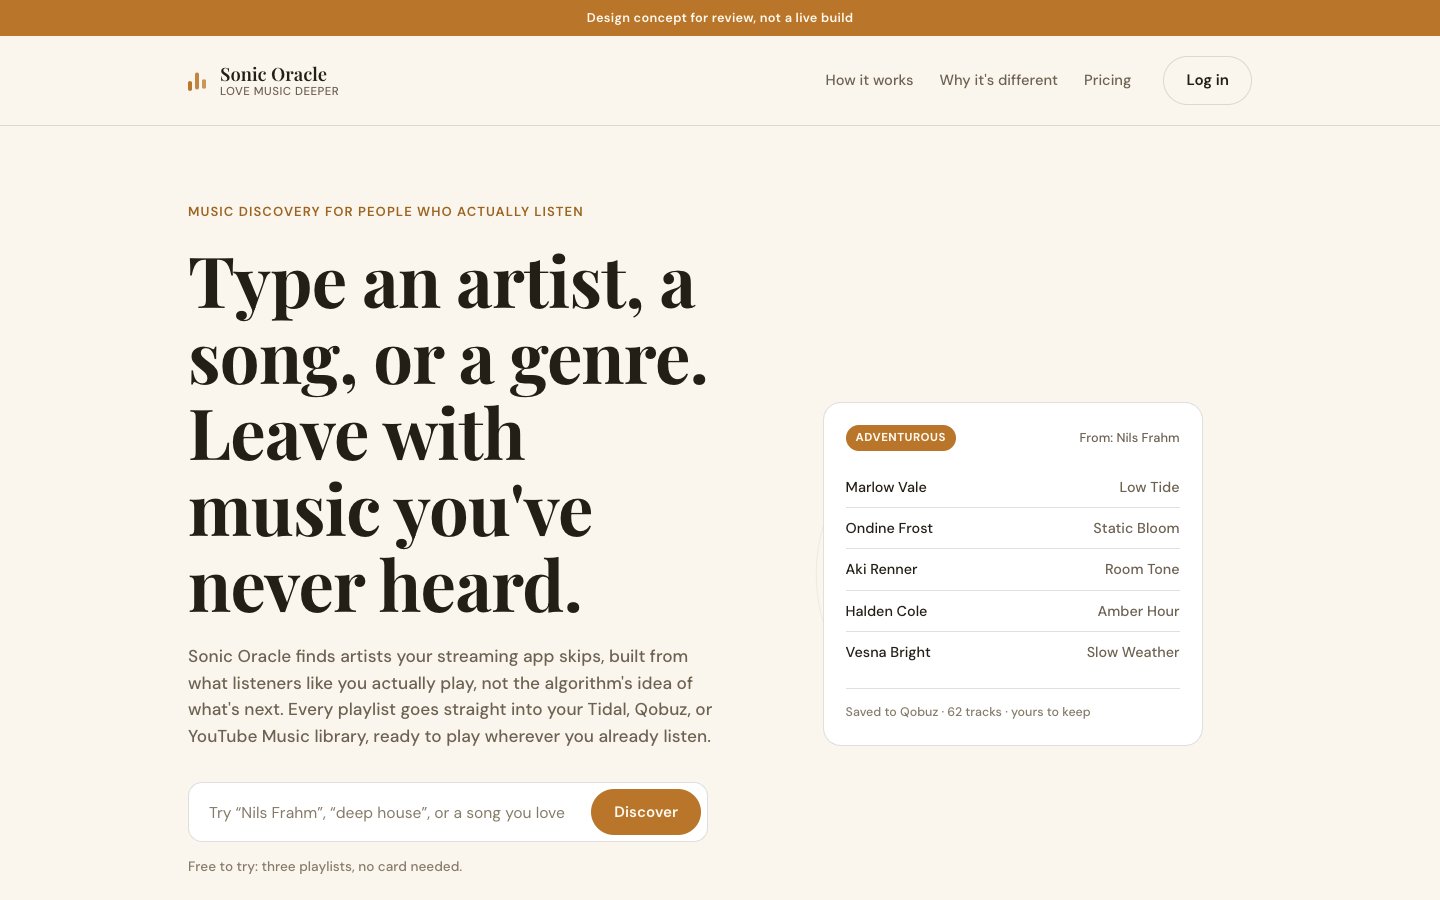 Design concept for review, not a live build
Sonic Oracle
LOVE MUSIC DEEPER
How it works
Why it's different
Pricing
Log in
MUSIC DISCOVERY FOR PEOPLE WHO ACTUALLY LISTEN
Type an artist, a
song, or a genre.
Leave with
music you've
never heard.
Sonic Oracle finds artists your streaming app skips, built from
what listeners like you actually play, not the algorithm's idea of
what's next. Every playlist goes straight into your Tidal, Qobuz, or
YouTube Music library, ready to play wherever you already listen.
Try “Nils Frahm”, “deep house”, or a song you love
Discover
Free to try: three playlists, no card needed.
ADVENTUROUS
From: Nils Frahm
Marlow Vale
Low Tide
Ondine Frost
Static Bloom
Aki Renner
Room Tone
Halden Cole
Amber Hour
Vesna Bright
Slow Weather
Saved to Qobuz · 62 tracks · yours to keep